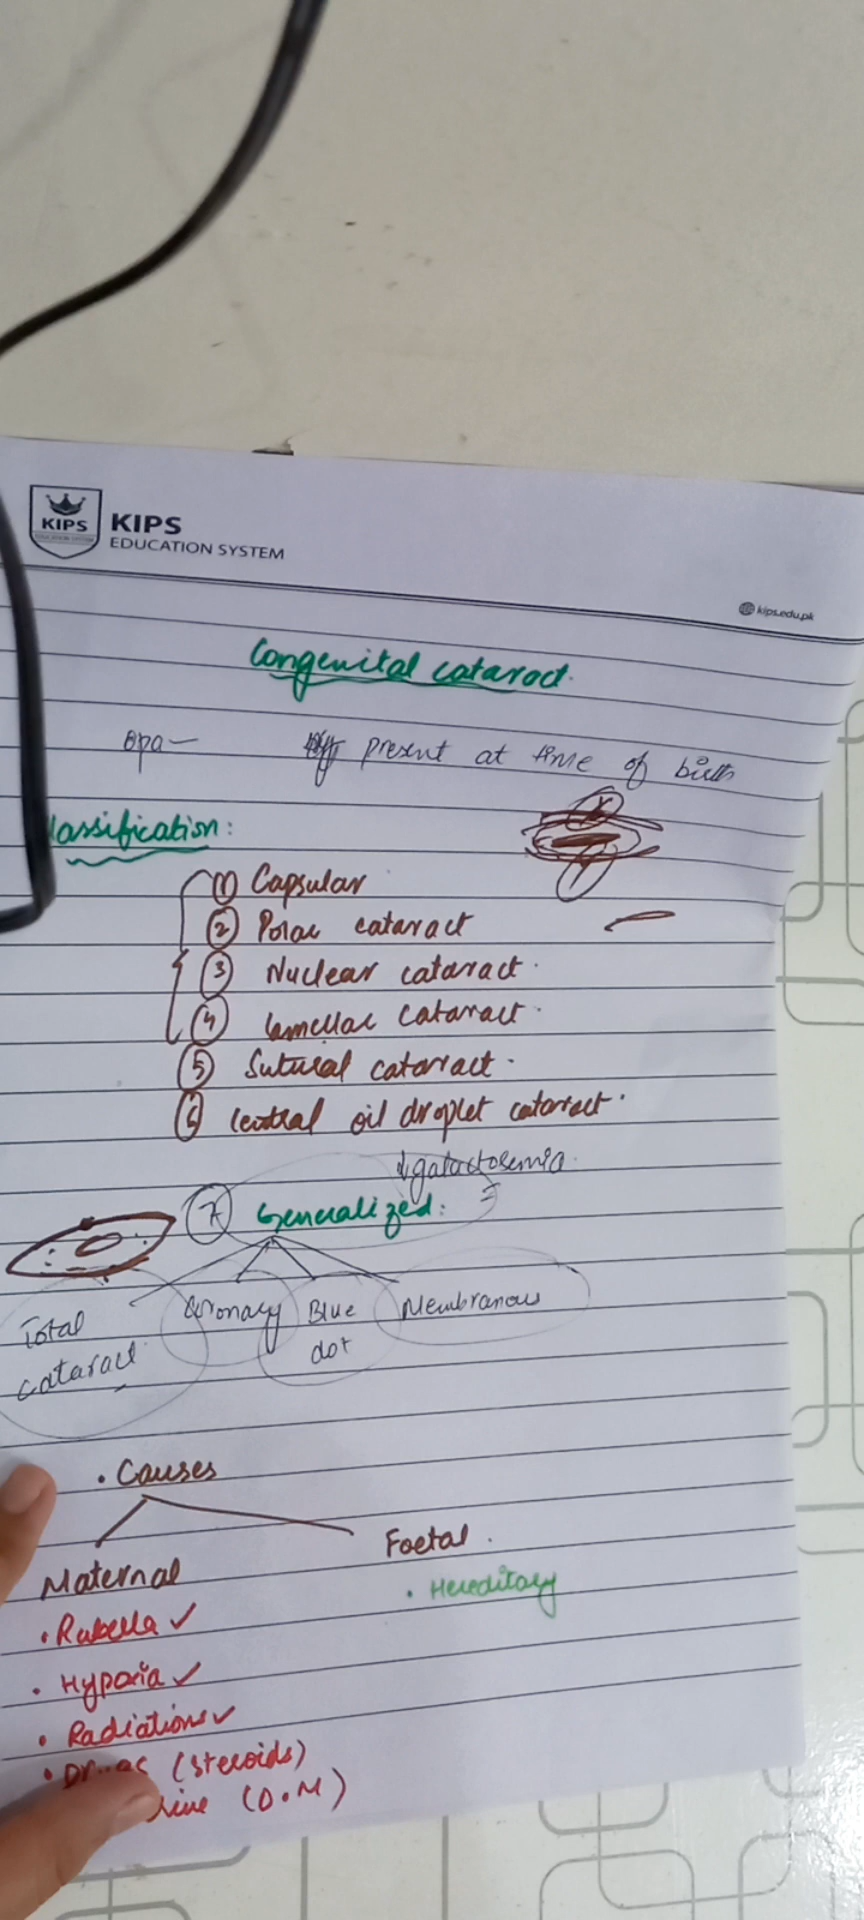 KIPS
KIPS
EDUCATION SYSTEM
kips.edu.pk
Congenital cataract.
opa— present at time of birth
lassification:
① Capsular
② Polar cataract
③ Nuclear cataract.
④ lamellar cataract.
⑤ Sutural cataract.
⑥ Central oil droplet cataract.
↓galactosemia.
⑦ Generalized:
Total cataract
Coronary
Blue dot
Membranous
• Causes
Maternal
• Rubella ✓
• Hypoxia ✓
• Radiations ✓
• (Steroids)
(D.M)
Foetal.
• Hereditary